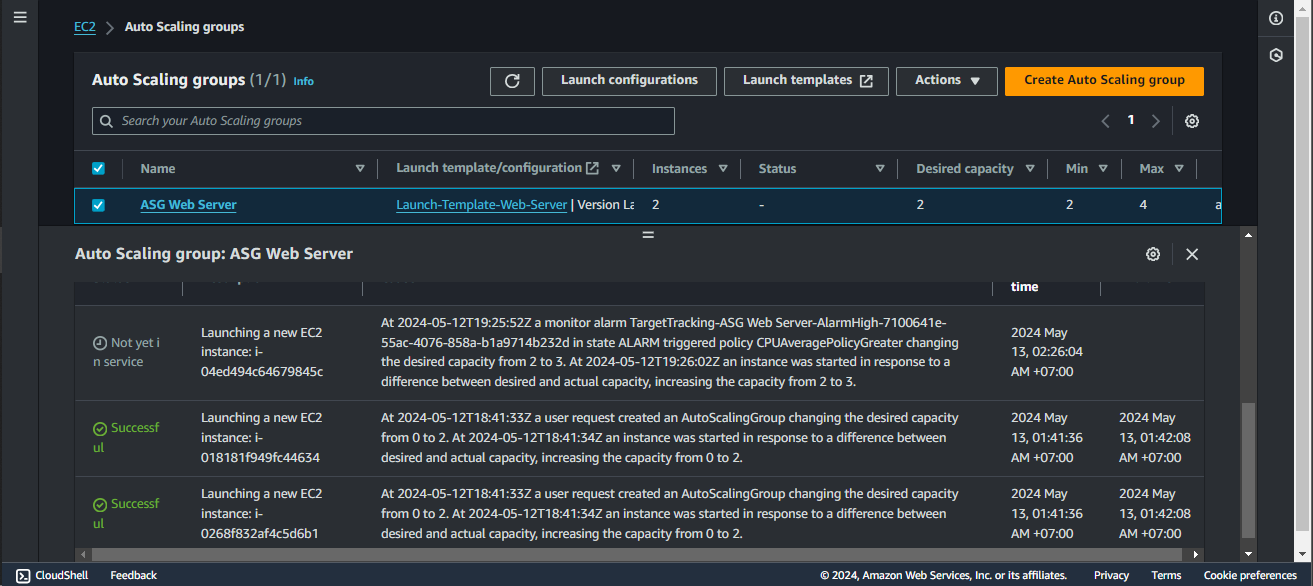 EC2 > Auto Scaling groups
Auto Scaling groups (1/1) Info
Launch configurations
Launch templates
Actions
Create Auto Scaling group
Search your Auto Scaling groups
1
Name
Launch template/configuration
Instances
Status
Desired capacity
Min
Max
ASG Web Server
Launch-Template-Web-Server | Version La
2
-
2
2
4
a
Auto Scaling group: ASG Web Server
time
Not yet i
n service
Launching a new EC2
instance: i-
04ed494c64679845c
At 2024-05-12T19:25:52Z a monitor alarm TargetTracking-ASG Web Server-AlarmHigh-7100641e-
55ac-4076-858a-b1a9714b232d in state ALARM triggered policy CPUAveragePolicyGreater changing
the desired capacity from 2 to 3. At 2024-05-12T19:26:02Z an instance was started in response to a
difference between desired and actual capacity, increasing the capacity from 2 to 3.
2024 May
13, 02:26:04
AM +07:00
Successf
ul
Launching a new EC2
instance: i-
018181f949fc44634
At 2024-05-12T18:41:33Z a user request created an AutoScalingGroup changing the desired capacity
from 0 to 2. At 2024-05-12T18:41:34Z an instance was started in response to a difference between
desired and actual capacity, increasing the capacity from 0 to 2.
2024 May
13, 01:41:36
AM +07:00
2024 May
13, 01:42:08
AM +07:00
Successf
ul
Launching a new EC2
instance: i-
0268f832af4c5d6b1
At 2024-05-12T18:41:33Z a user request created an AutoScalingGroup changing the desired capacity
from 0 to 2. At 2024-05-12T18:41:34Z an instance was started in response to a difference between
desired and actual capacity, increasing the capacity from 0 to 2.
2024 May
13, 01:41:36
AM +07:00
2024 May
13, 01:42:08
AM +07:00
CloudShell
Feedback
© 2024, Amazon Web Services, Inc. or its affiliates.
Privacy
Terms
Cookie preferences